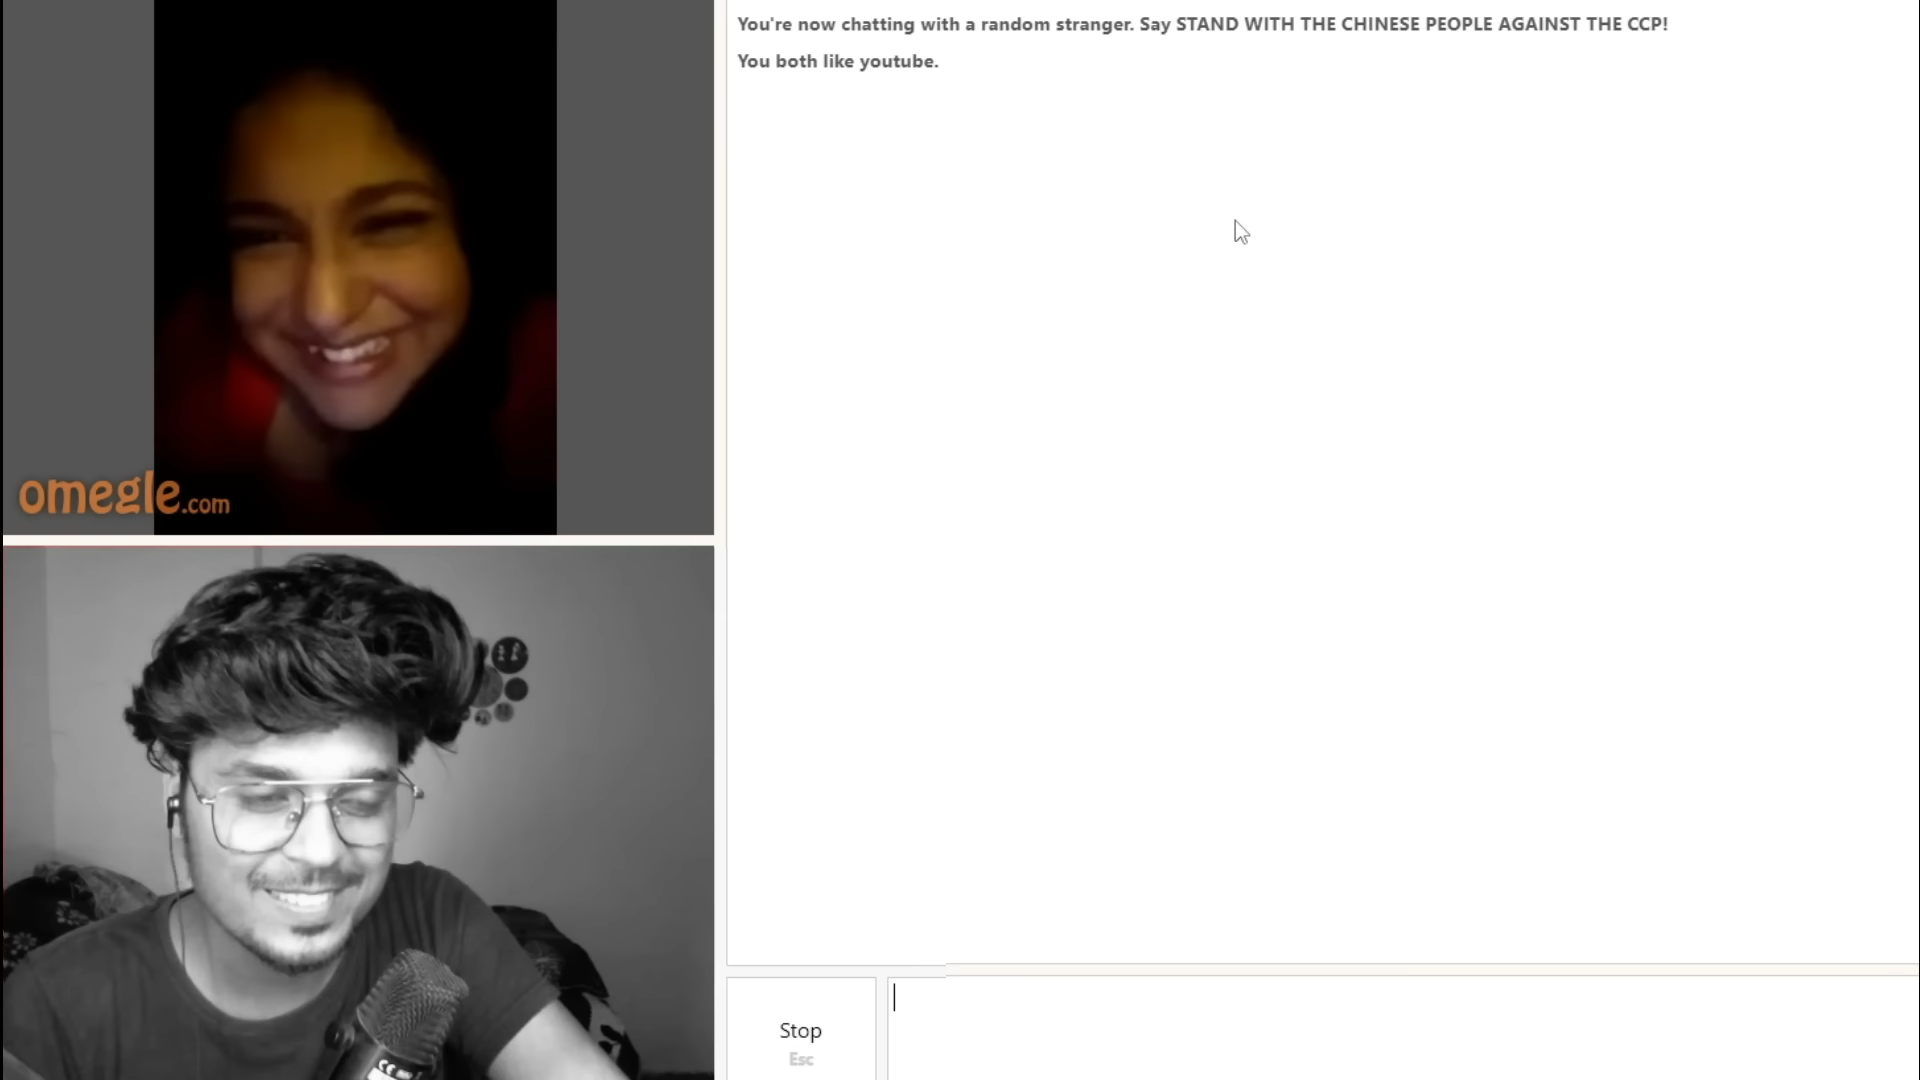 You're now chatting with a random stranger. Say STAND WITH THE CHINESE PEOPLE AGAINST THE CCP!
You both like youtube.
omegle.com
Stop
Esc